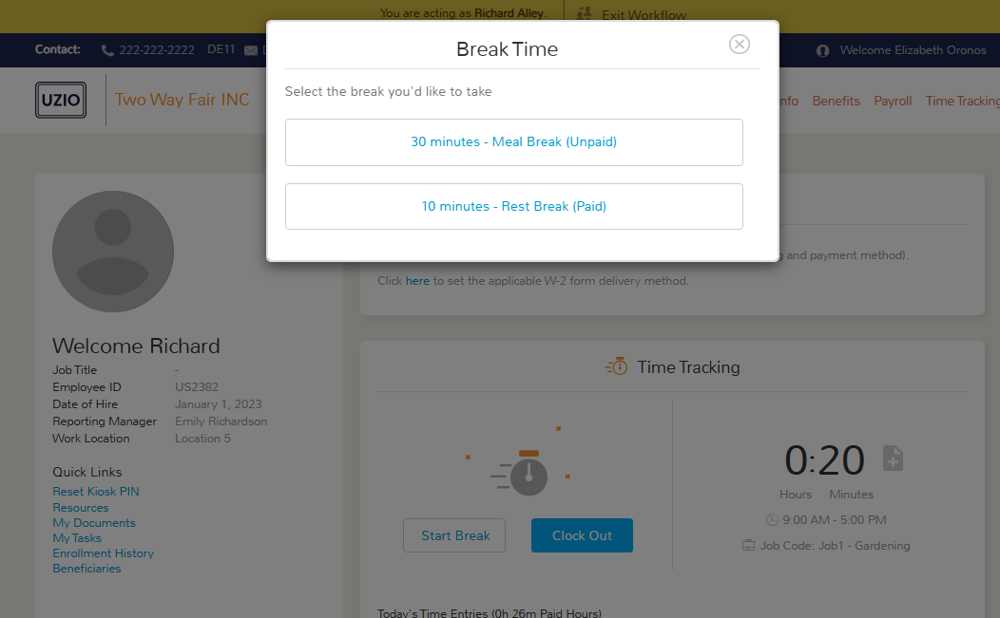 You are acting as Richard Alley.
Exit Workflow
Contact: 222-222-2222 DE11
Welcome Elizabeth Oronos
UZIO
Two Way Fair INC
Benefits Payroll Time Tracking
Break Time
Select the break you'd like to take
30 minutes - Meal Break (Unpaid)
10 minutes - Rest Break (Paid)
and payment method).
Click here to set the applicable W-2 form delivery method.
Welcome Richard
Job Title -
Employee ID US2382
Date of Hire January 1, 2023
Reporting Manager Emily Richardson
Work Location Location 5
Quick Links
Reset Kiosk PIN
Resources
My Documents
My Tasks
Enrollment History
Beneficiaries
Time Tracking
Start Break
Clock Out
0:20
Hours Minutes
9:00 AM - 5:00 PM
Job Code: Job1 - Gardening
Today's Time Entries (0h 26m Paid Hours)